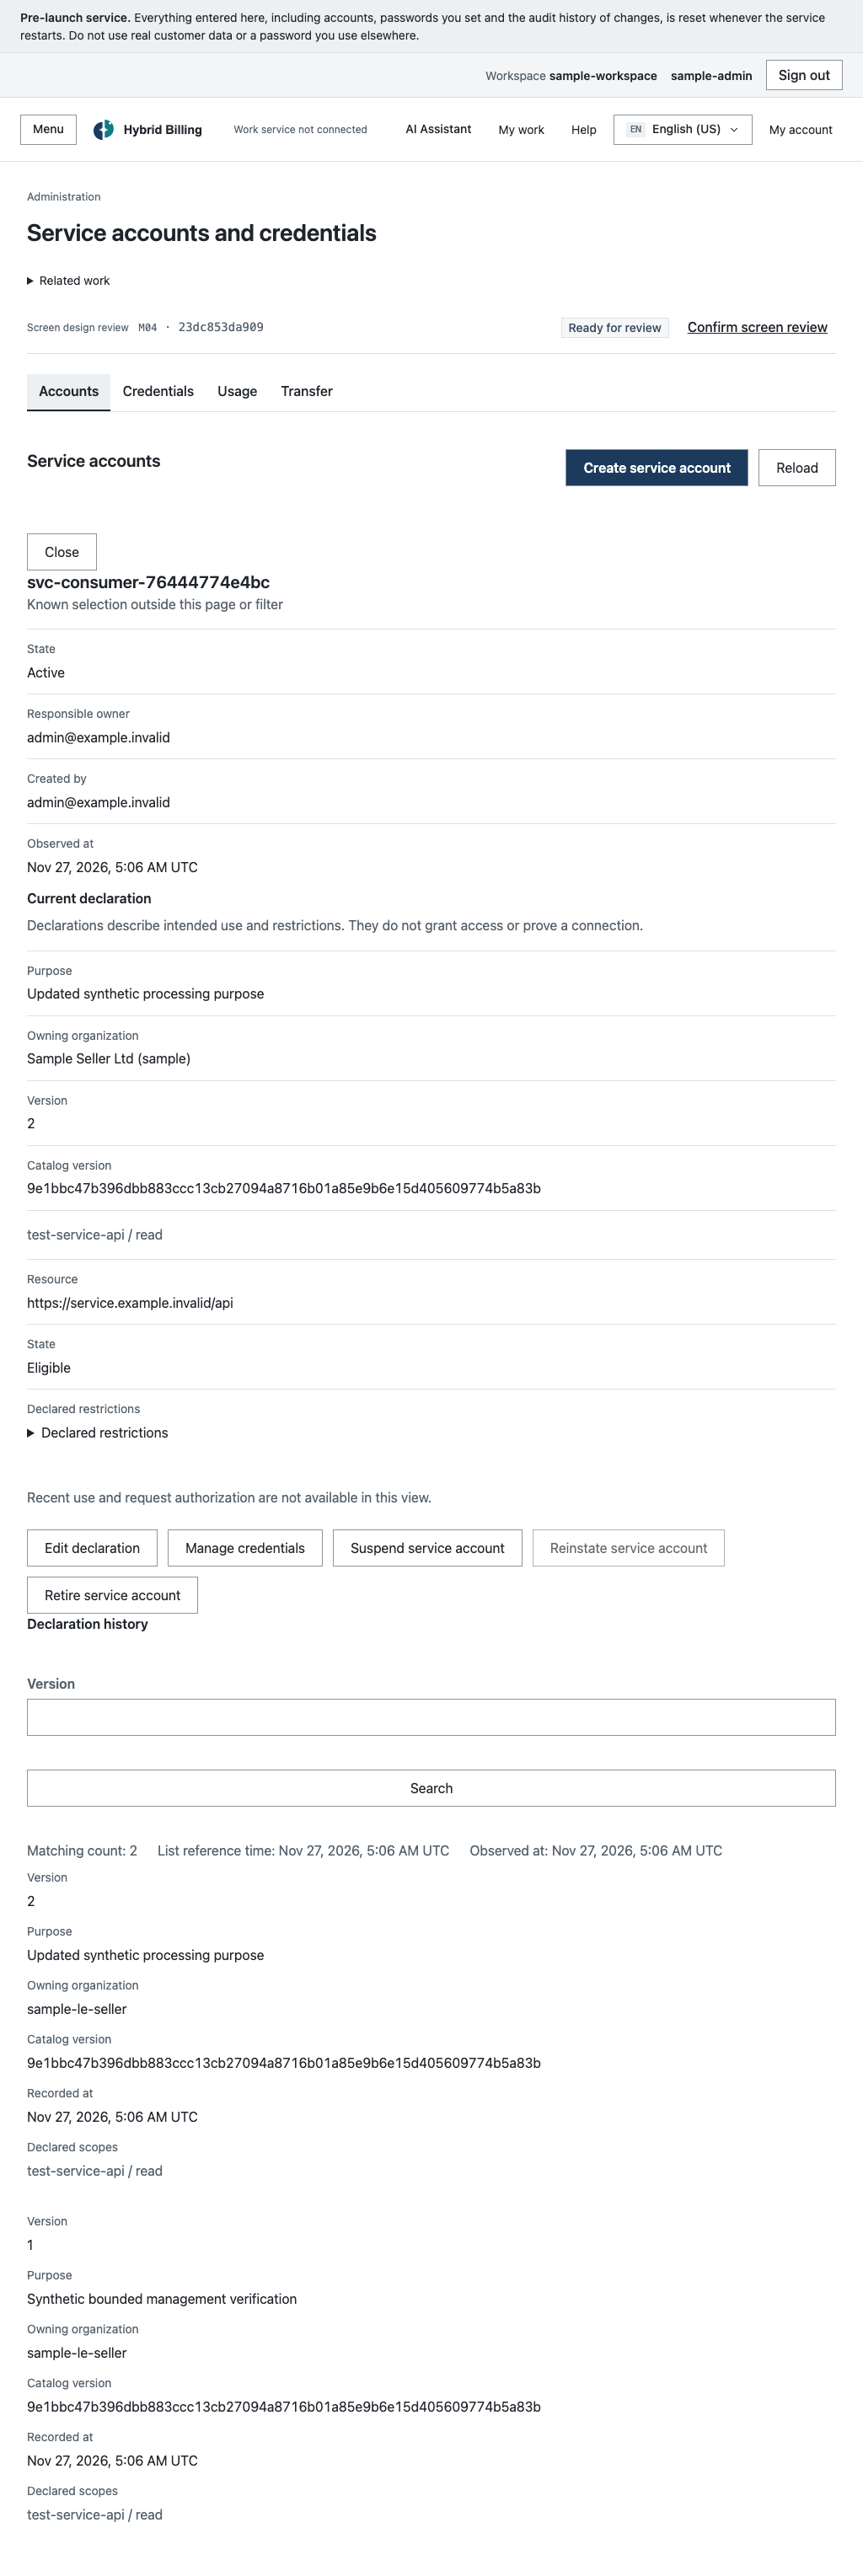 Pre-launch service. Everything entered here, including accounts, passwords you set and the audit history of changes, is reset whenever the service
restarts. Do not use real customer data or a password you use elsewhere.
Workspace sample-workspace sample-admin Sign out
Menu Hybrid Billing Work service not connected AI Assistant My work Help EN English (US) My account
Administration
Service accounts and credentials
Related work
Screen design review M04 · 23dc853da909 Ready for review Confirm screen review
Accounts Credentials Usage Transfer
Service accounts Create service account Reload
Close
svc-consumer-76444774e4bc
Known selection outside this page or filter
State
Active
Responsible owner
admin@example.invalid
Created by
admin@example.invalid
Observed at
Nov 27, 2026, 5:06 AM UTC
Current declaration
Declarations describe intended use and restrictions. They do not grant access or prove a connection.
Purpose
Updated synthetic processing purpose
Owning organization
Sample Seller Ltd (sample)
Version
2
Catalog version
9e1bbc47b396dbb883ccc13cb27094a8716b01a85e9b6e15d405609774b5a83b
test-service-api / read
Resource
https://service.example.invalid/api
State
Eligible
Declared restrictions
Declared restrictions
Recent use and request authorization are not available in this view.
Edit declaration Manage credentials Suspend service account Reinstate service account
Retire service account
Declaration history
Version
Search
Matching count: 2 List reference time: Nov 27, 2026, 5:06 AM UTC Observed at: Nov 27, 2026, 5:06 AM UTC
Version
2
Purpose
Updated synthetic processing purpose
Owning organization
sample-le-seller
Catalog version
9e1bbc47b396dbb883ccc13cb27094a8716b01a85e9b6e15d405609774b5a83b
Recorded at
Nov 27, 2026, 5:06 AM UTC
Declared scopes
test-service-api / read
Version
1
Purpose
Synthetic bounded management verification
Owning organization
sample-le-seller
Catalog version
9e1bbc47b396dbb883ccc13cb27094a8716b01a85e9b6e15d405609774b5a83b
Recorded at
Nov 27, 2026, 5:06 AM UTC
Declared scopes
test-service-api / read